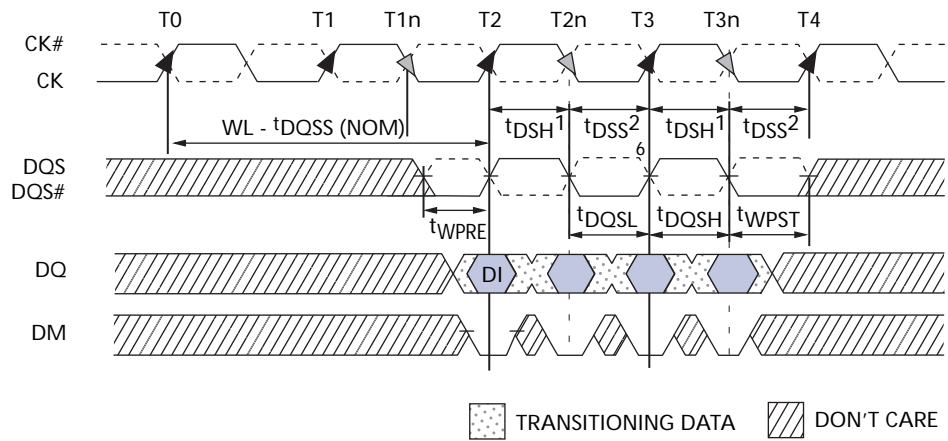 T0 T1 T1n T2 T2n T3 T3n T4
CK#
CK
tDSH1 tDSS2 tDSH1 tDSS2
WL - tDQSS (NOM)
6
DQS
DQS#
tWPRE tDQSL tDQSH tWPST
DQ
DI
DM
TRANSITIONING DATA DON'T CARE